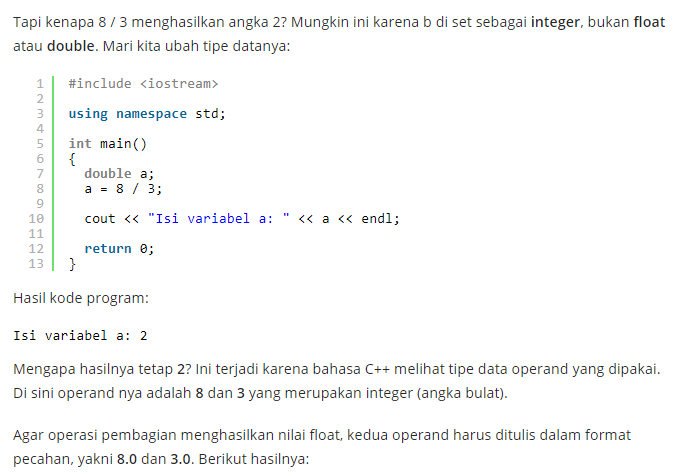 Tapi kenapa 8 / 3 menghasilkan angka 2? Mungkin ini karena b di set sebagai integer, bukan float
atau double. Mari kita ubah tipe datanya:
1 #include <iostream>
2
3 using namespace std;
4
5 int main()
6 {
7   double a;
8   a = 8 / 3;
9
10   cout << "Isi variabel a: " << a << endl;
11
12   return 0;
13 }
Hasil kode program:
Isi variabel a: 2
Mengapa hasilnya tetap 2? Ini terjadi karena bahasa C++ melihat tipe data operand yang dipakai.
Di sini operand nya adalah 8 dan 3 yang merupakan integer (angka bulat).
Agar operasi pembagian menghasilkan nilai float, kedua operand harus ditulis dalam format
pecahan, yakni 8.0 dan 3.0. Berikut hasilnya: